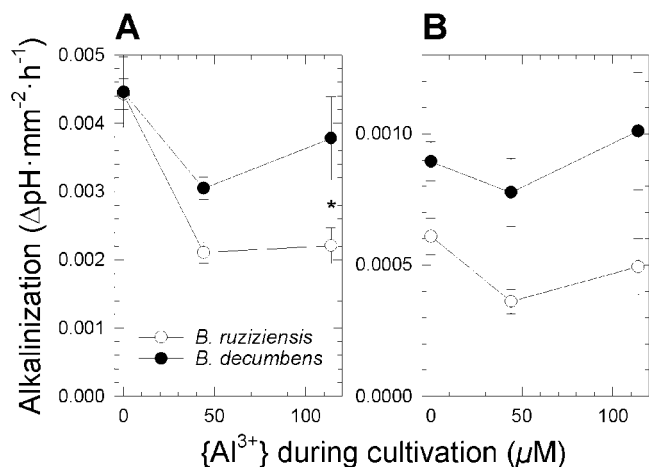 A
B
0.005
0.004
0.003
0.002
0.001
0.000
0.0010
0.0005
0.0000
*
B. ruziziensis
B. decumbens
0
50
100
0
50
100
Alkalinization (ΔpH·mm⁻²·h⁻¹)
{Al³⁺} during cultivation (µM)